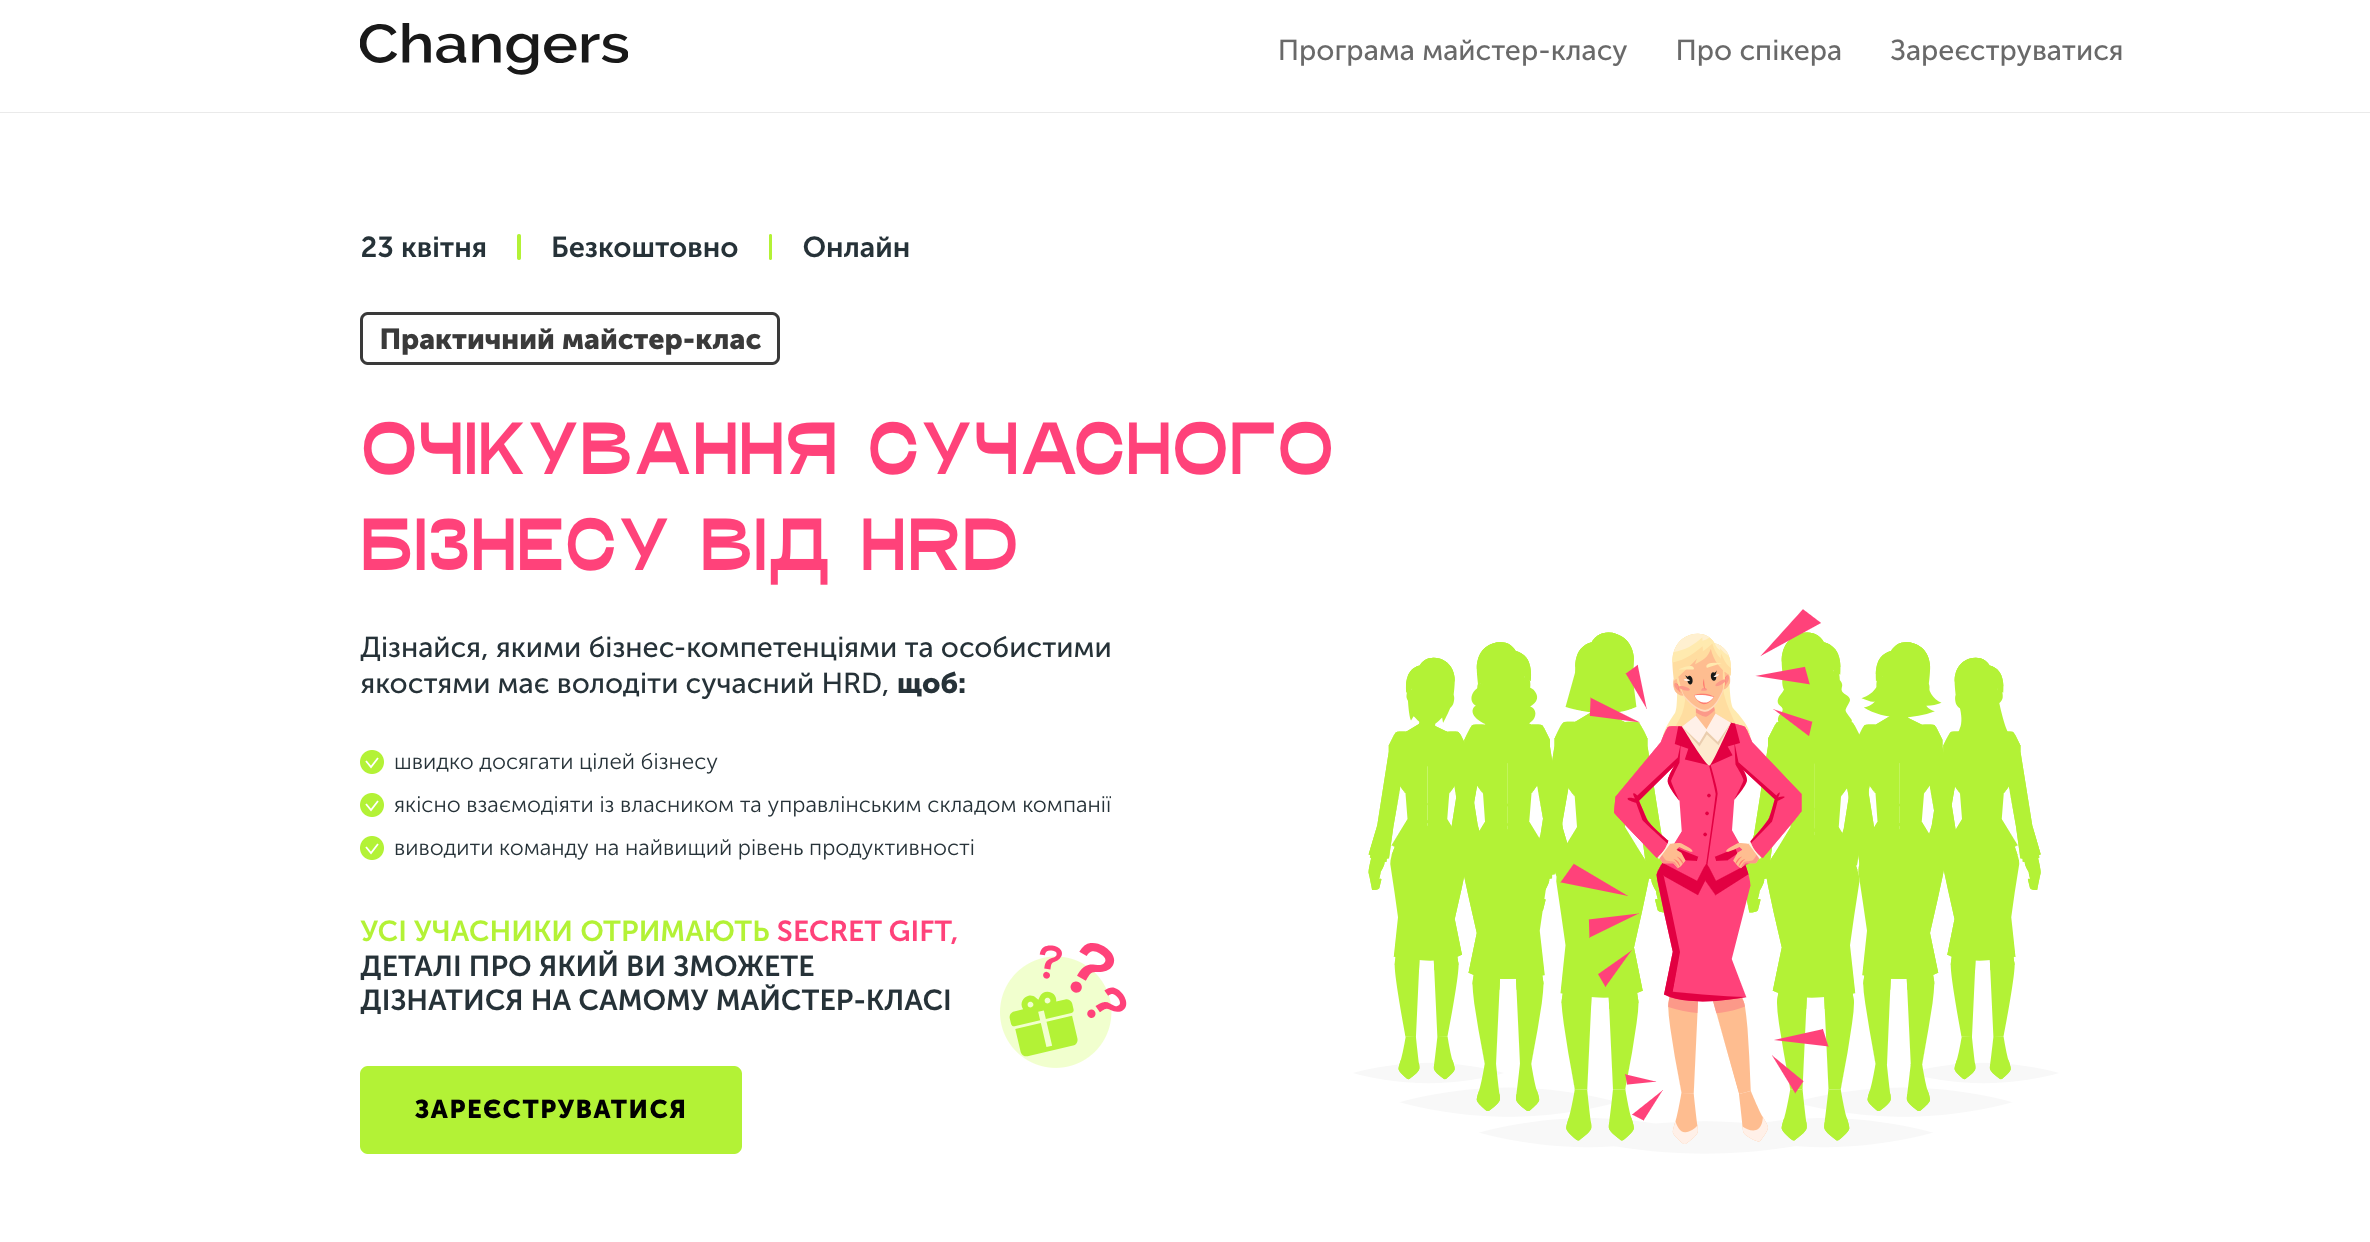 Changers
Програма майстер-класу
Про спікера
Зареєструватися
23 квітня
Безкоштовно
Онлайн
Практичний майстер-клас
ОЧІКУВАННЯ СУЧАСНОГО
БІЗНЕСУ ВІД HRD
Дізнайся, якими бізнес-компетенціями та особистими
якостями має володіти сучасний HRD, щоб:
швидко досягати цілей бізнесу
якісно взаємодіяти із власником та управлінським складом компанії
виводити команду на найвищий рівень продуктивності
УСІ УЧАСНИКИ ОТРИМАЮТЬ SECRET GIFT,
ДЕТАЛІ ПРО ЯКИЙ ВИ ЗМОЖЕТЕ
ДІЗНАТИСЯ НА САМОМУ МАЙСТЕР-КЛАСІ
? ? ?
ЗАРЕЄСТРУВАТИСЯ